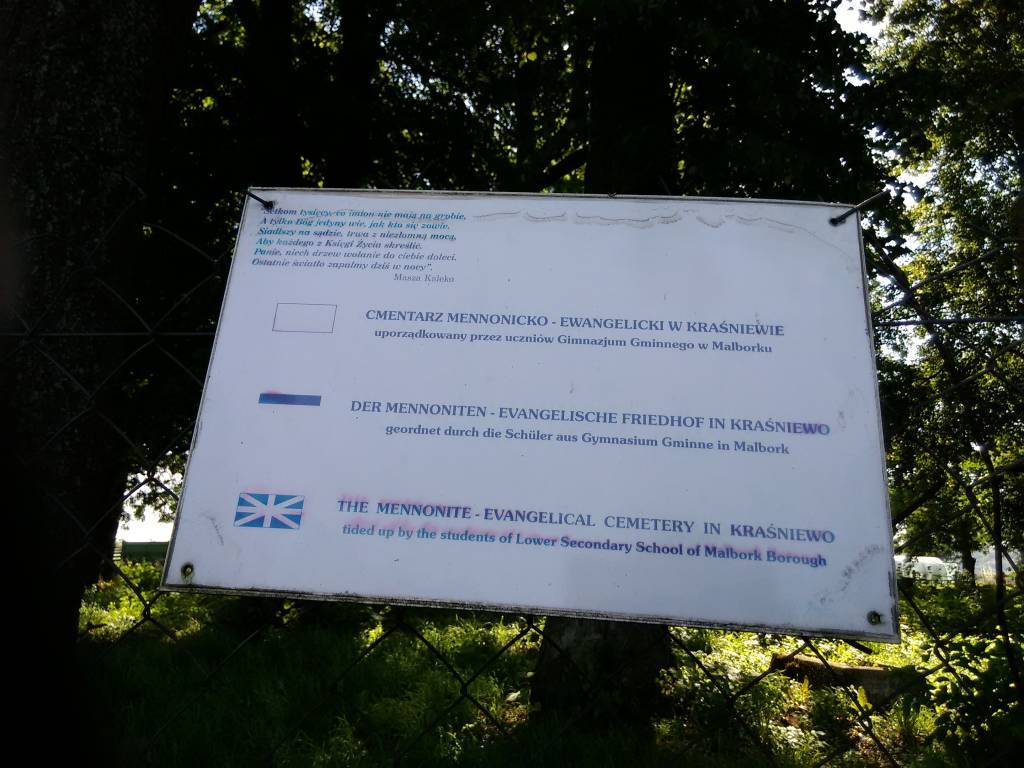 "Setkom tysięcy, co imion nie mają na grobie,
A tylko Bóg jedyny wie, jak kto się zowie,
Siadłszy na sądzie, trwa z niezłomną mocą,
Aby każdego z Księgi Życia skreślić.
Panie, niech drzew wołanie do ciebie doleci.
Ostatnie światło zapalmy dziś w nocy".
Masza Kaleko
CMENTARZ MENNONICKO - EWANGELICKI W KRAŚNIEWIE
uporządkowany przez uczniów Gimnazjum Gminnego w Malborku
DER MENNONITEN - EVANGELISCHE FRIEDHOF IN KRAŚNIEWO
geordnet durch die Schüler aus Gymnasium Gminne in Malbork
THE MENNONITE - EVANGELICAL CEMETERY IN KRAŚNIEWO
tided up by the students of Lower Secondary School of Malbork Borough